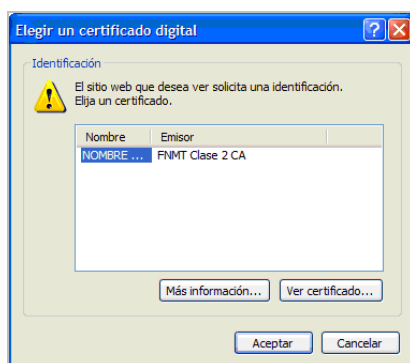 Elegir un certificado digital
Identificación
El sitio web que desea ver solicita una identificación.
Elija un certificado.
Nombre Emisor
NOMBRE ... FNMT Clase 2 CA
Más información... Ver certificado...
Aceptar Cancelar